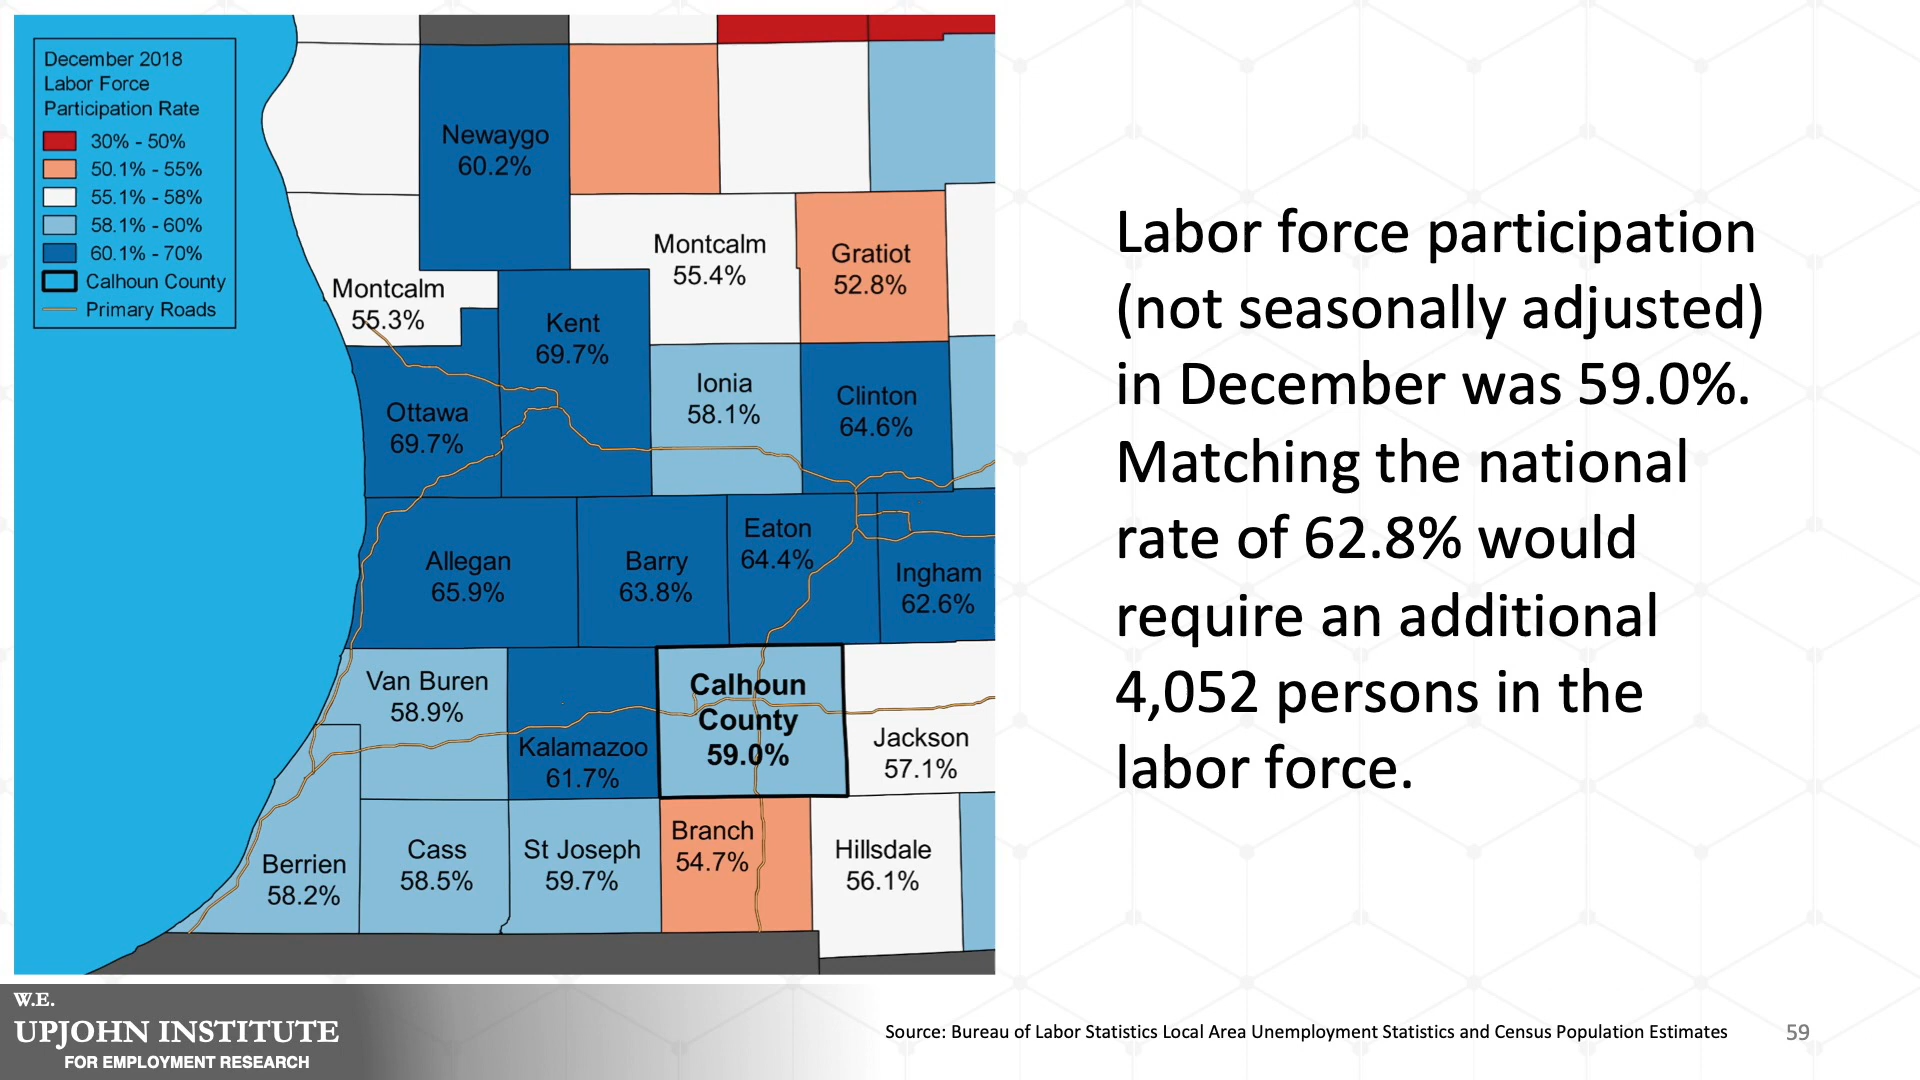 December 2018
Labor Force
Participation Rate
30% - 50%
50.1% - 55%
55.1% - 58%
58.1% - 60%
60.1% - 70%
Calhoun County
Primary Roads
Newaygo
60.2%
Montcalm
55.4%
Gratiot
52.8%
Montcalm
55.3%
Kent
69.7%
Ionia
58.1%
Clinton
64.6%
Ottawa
69.7%
Allegan
65.9%
Barry
63.8%
Eaton
64.4%
Ingham
62.6%
Van Buren
58.9%
Kalamazoo
61.7%
Calhoun
County
59.0%
Jackson
57.1%
Berrien
58.2%
Cass
58.5%
St Joseph
59.7%
Branch
54.7%
Hillsdale
56.1%
Labor force participation
(not seasonally adjusted)
in December was 59.0%.
Matching the national
rate of 62.8% would
require an additional
4,052 persons in the
labor force.
W.E.
UPJOHN INSTITUTE
FOR EMPLOYMENT RESEARCH
Source: Bureau of Labor Statistics Local Area Unemployment Statistics and Census Population Estimates
59